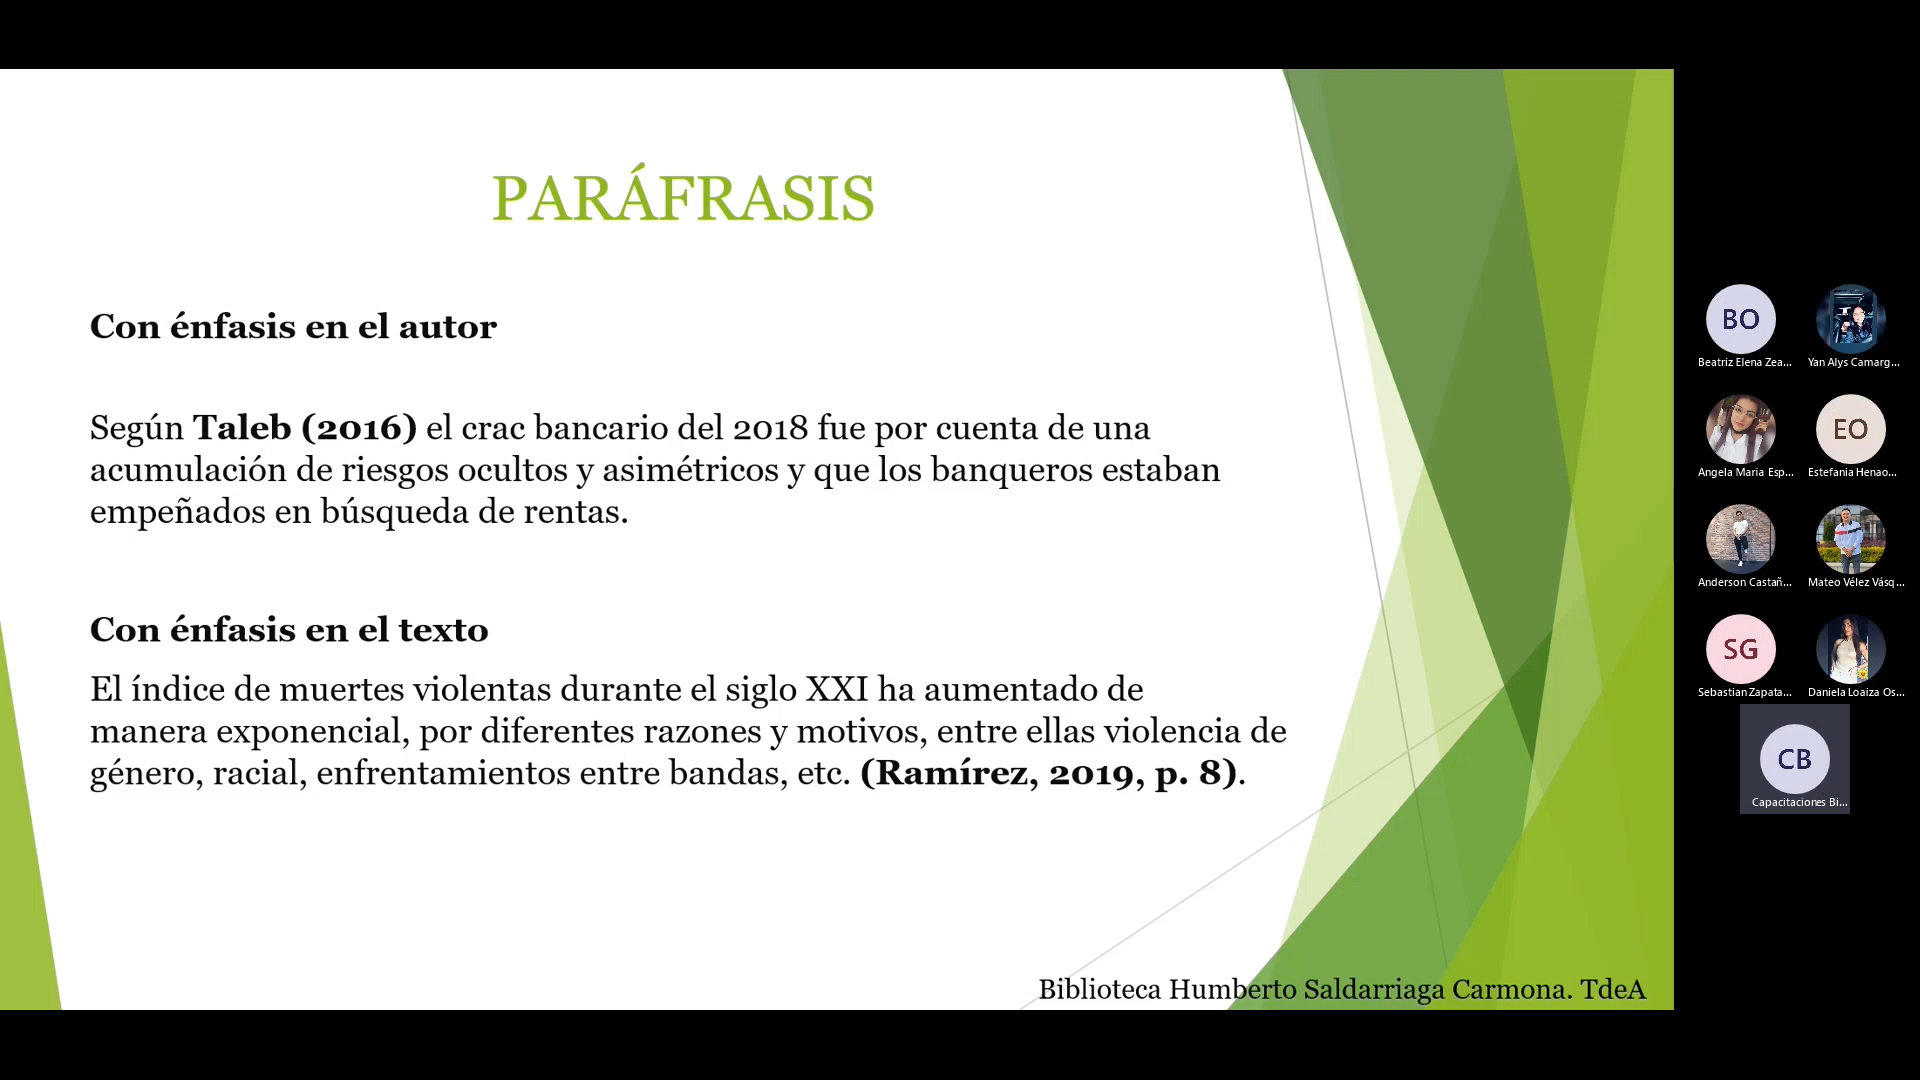 PARÁFRASIS
Con énfasis en el autor
Según Taleb (2016) el crac bancario del 2018 fue por cuenta de una
acumulación de riesgos ocultos y asimétricos y que los banqueros estaban
empeñados en búsqueda de rentas.
Con énfasis en el texto
El índice de muertes violentas durante el siglo XXI ha aumentado de
manera exponencial, por diferentes razones y motivos, entre ellas violencia de
género, racial, enfrentamientos entre bandas, etc. (Ramírez, 2019, p. 8).
Biblioteca Humberto Saldarriaga Carmona. TdeA
BO
Beatriz Elena Zea...
Yan Alys Camarg...
Angela Maria Esp...
EO
Estefania Henao...
Anderson Castañ...
Mateo Vélez Vásq...
SG
Sebastian Zapata...
Daniela Loaiza Os...
CB
Capacitaciones Bi...